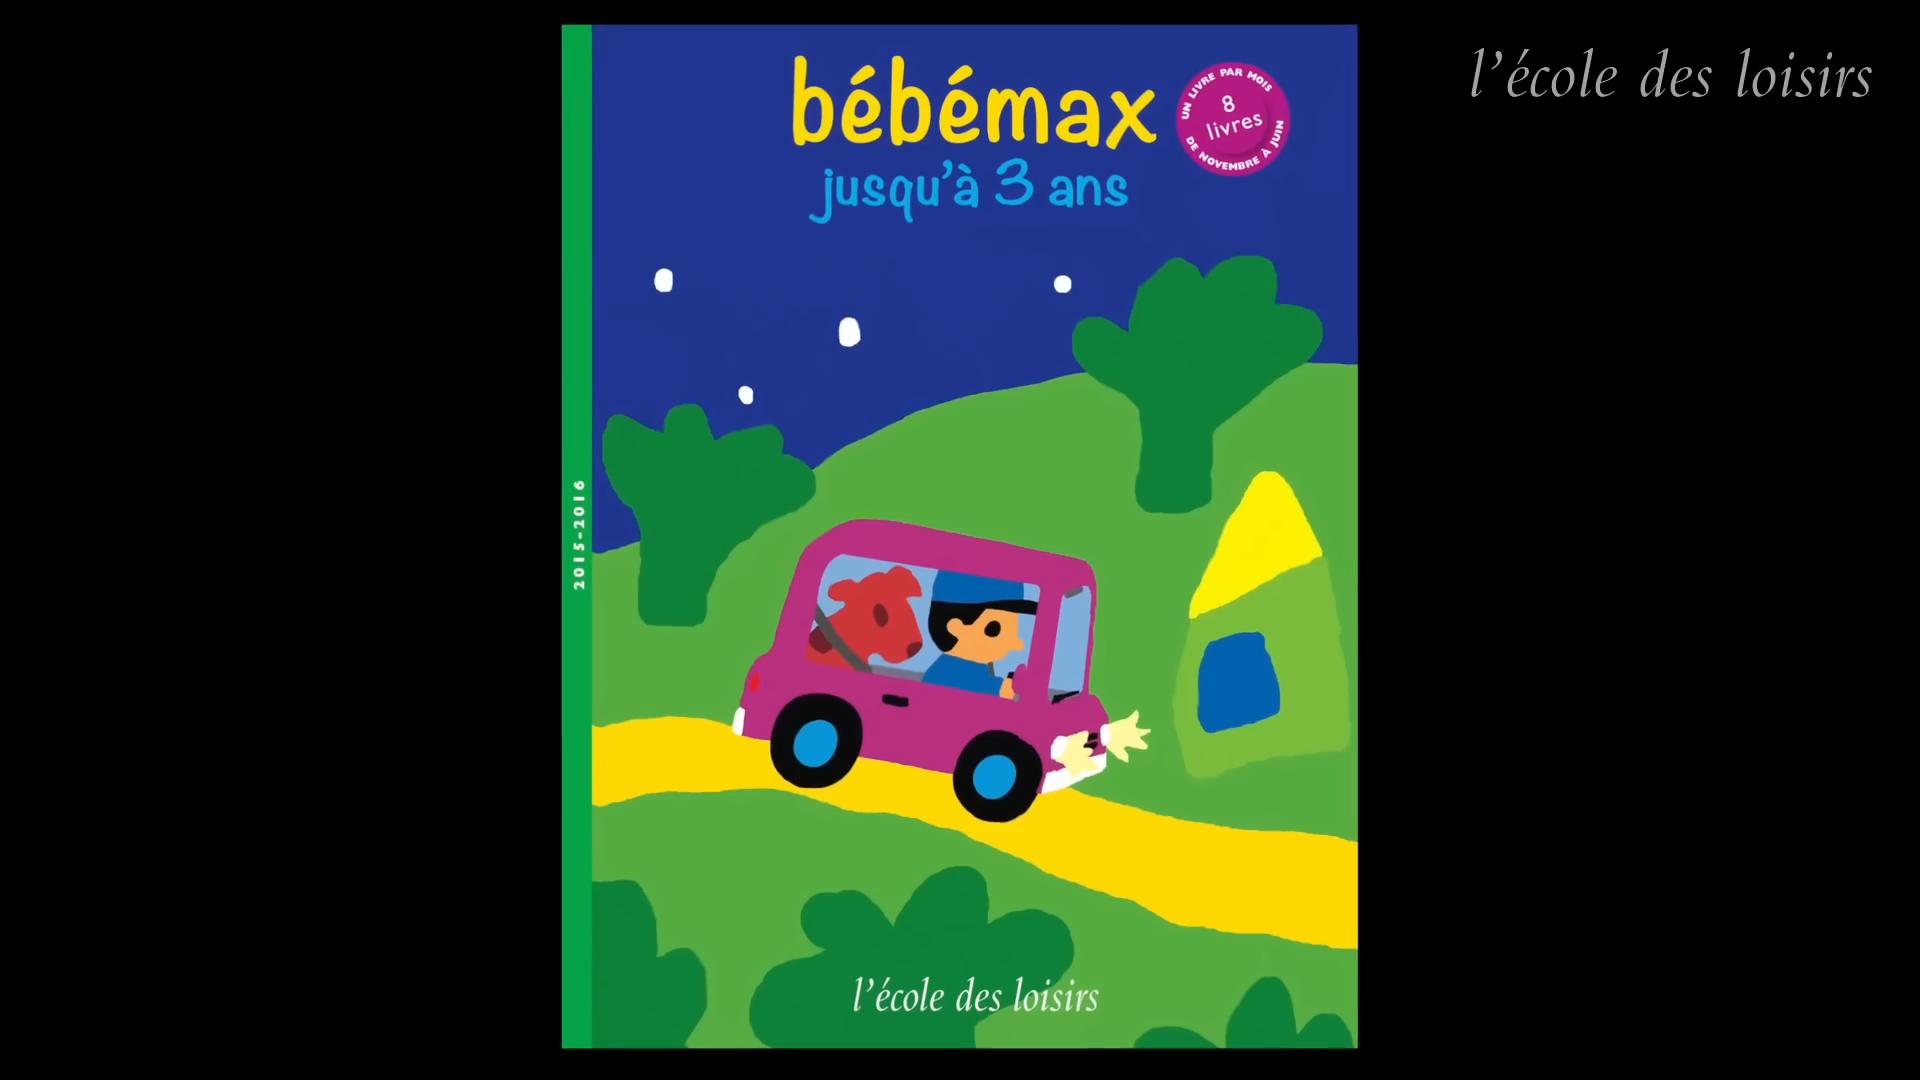 l'école des loisirs
bébémax
jusqu'à 3 ans
UN LIVRE PAR MOIS
8
livres
DE NOVEMBRE À JUIN
2015-2016
l'école des loisirs